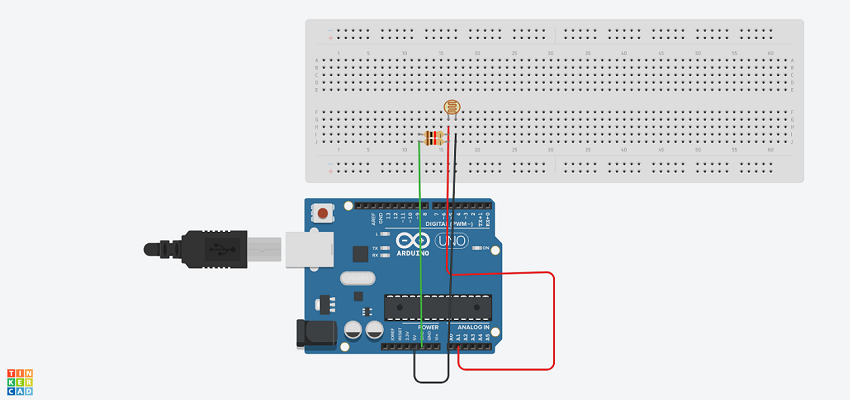 1 5 10 15 20 25 30 35 40 45 50 55 60
A A
B B
C C
D D
E E
F F
G G
H H
I I
J J
1 5 10 15 20 25 30 35 40 45 50 55 60
AREF GND 13 12 ~11 ~10 ~9 8 7 ~6 ~5 4 ~3 2 TX→1 RX←0
DIGITAL (PWM~)
L
TX
RX
UNO
ON
ARDUINO
POWER ANALOG IN
IOREF RESET 3.3V 5V GND GND Vin A0 A1 A2 A3 A4 A5
TIN
KER
CAD